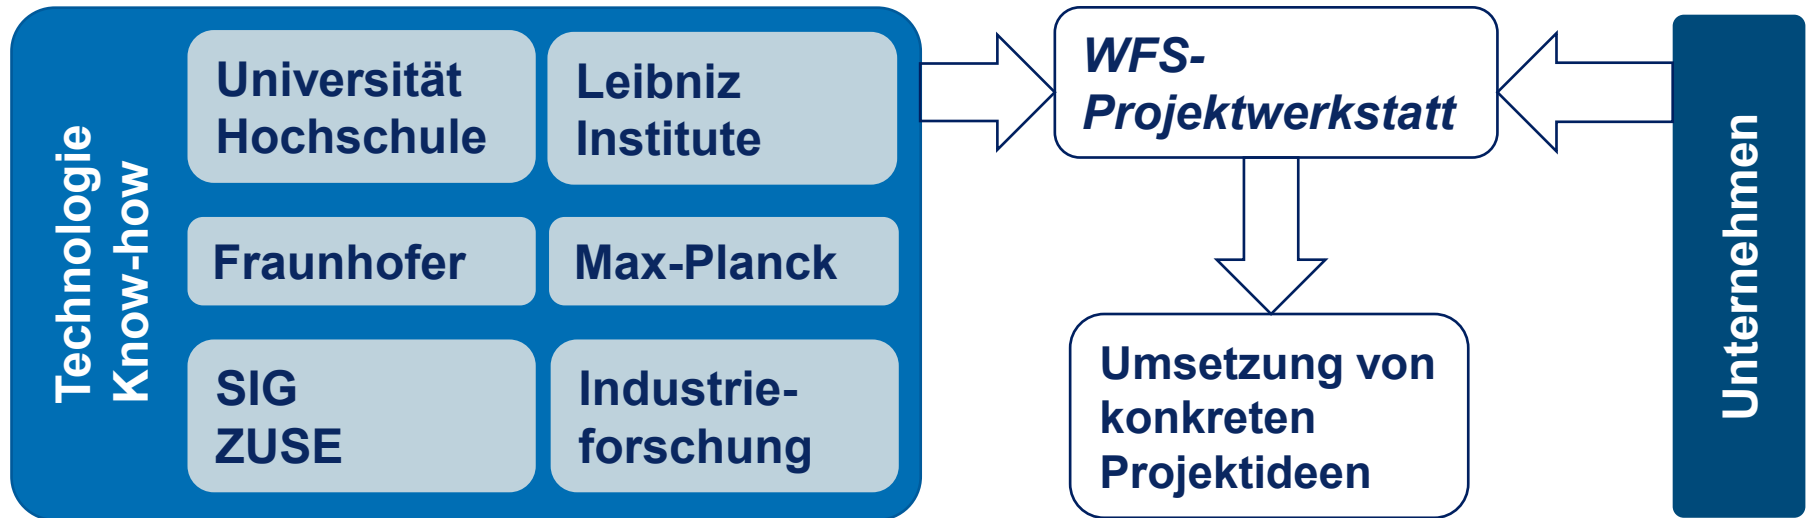 Technologie
Know-how
Universität
Hochschule
Leibniz
Institute
Fraunhofer
Max-Planck
SIG
ZUSE
Industrie-
forschung
WFS-
Projektwerkstatt
Umsetzung von
konkreten
Projektideen
Unternehmen